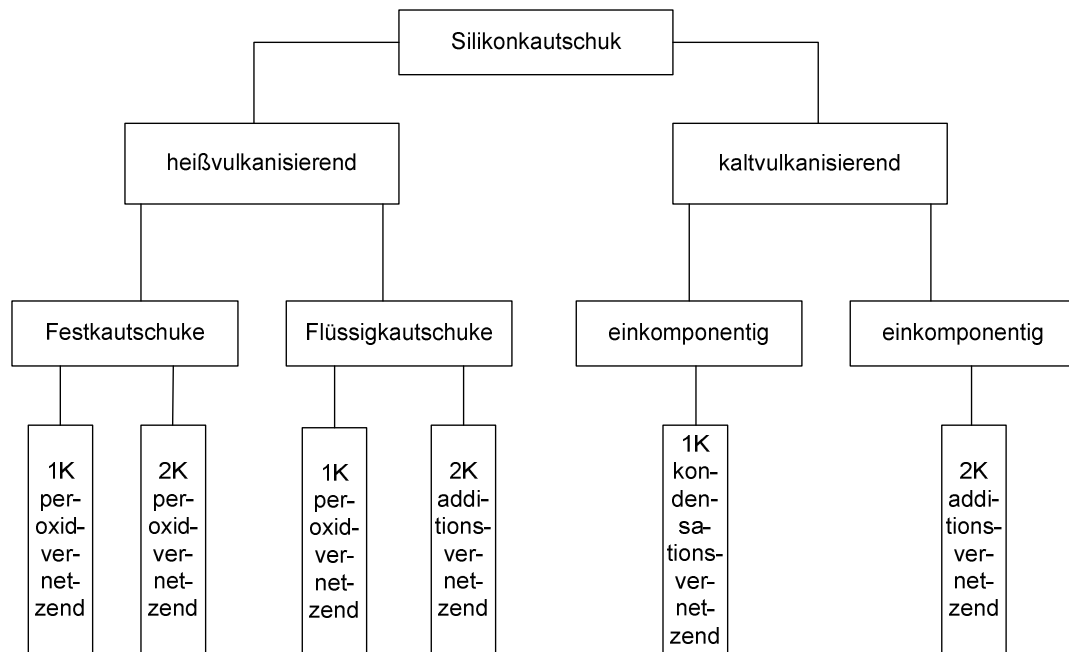 Silikonkautschuk
heißvulkanisierend
kaltvulkanisierend
Festkautschuke
Flüssigkautschuke
einkomponentig
einkomponentig
1K
per-
oxid-
ver-
net-
zend
2K
per-
oxid-
ver-
net-
zend
1K
per-
oxid-
ver-
net-
zend
2K
addi-
tions-
ver-
net-
zend
1K
kon-
den-
sa-
tions-
ver-
net-
zend
2K
addi-
tions-
ver-
net-
zend